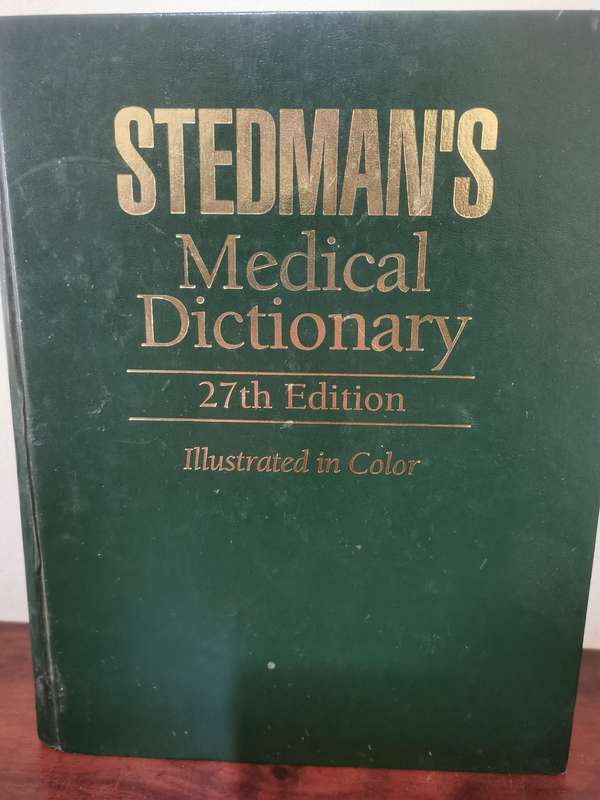 STEDMAN'S
Medical
Dictionary
27th Edition
Illustrated in Color